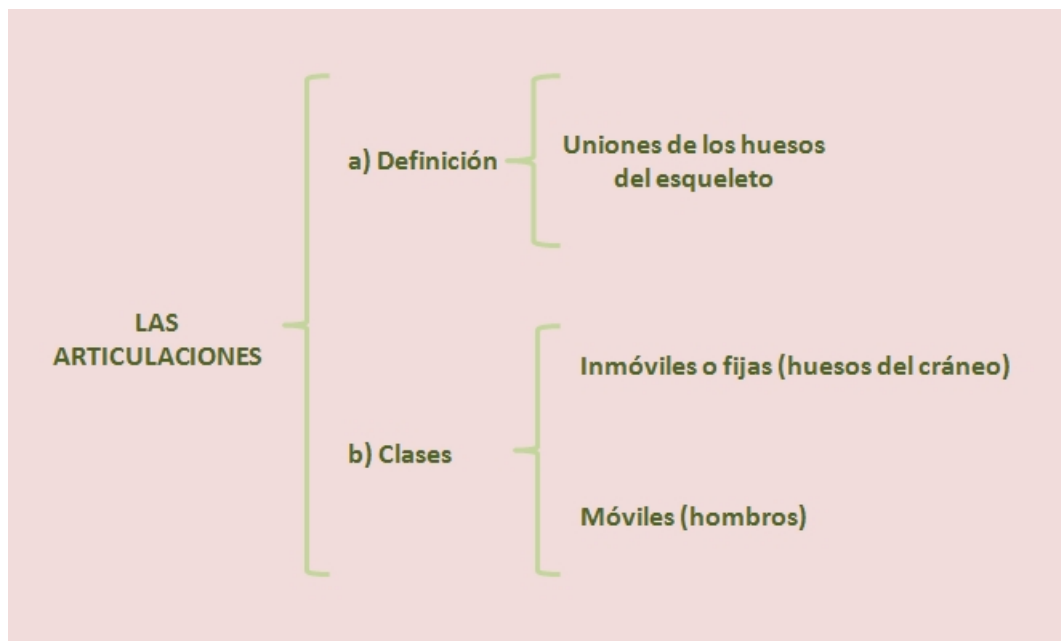 LAS
ARTICULACIONES
a) Definición
Uniones de los huesos
del esqueleto
b) Clases
Inmóviles o fijas (huesos del cráneo)
Móviles (hombros)